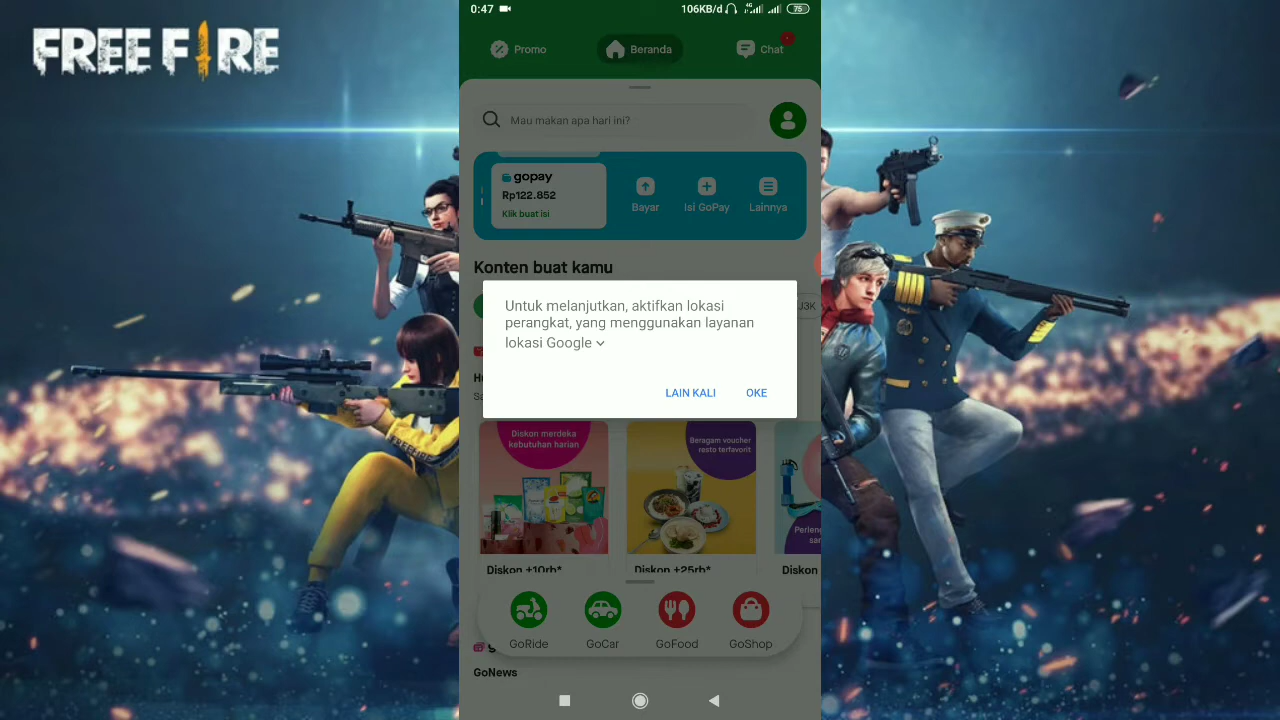 FREE FIRE
0:47
106KB/d
4G
75
Promo
Beranda
Chat
Mau makan apa hari ini?
gopay
Rp122.852
Klik buat isi
Bayar
Isi GoPay
Lainnya
Konten buat kamu
J3K
Untuk melanjutkan, aktifkan lokasi
perangkat, yang menggunakan layanan
lokasi Google
LAIN KALI
OKE
Diskon merdeka
kebutuhan harian
Beragam voucher
resto terfavorit
Diskon +10rb*
Diskon +25rb*
Diskon
GoRide
GoCar
GoFood
GoShop
GoNews